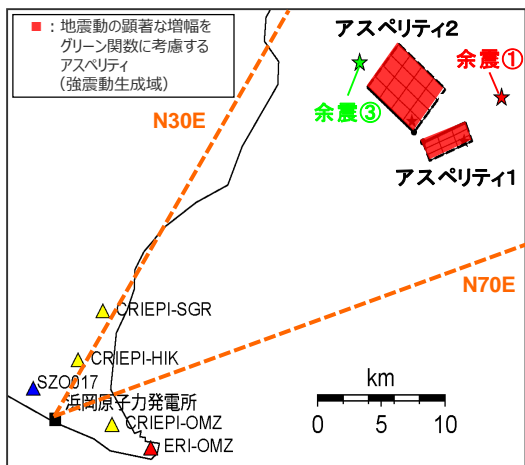 ■：地震動の顕著な増幅を
グリーン関数に考慮する
アスペリティ
（強震動生成域）
アスペリティ2
余震①
余震③
アスペリティ1
N30E
N70E
CRIEPI-SGR
CRIEPI-HIK
SZO017
浜岡原子力発電所
CRIEPI-OMZ
ERI-OMZ
km
0 5 10